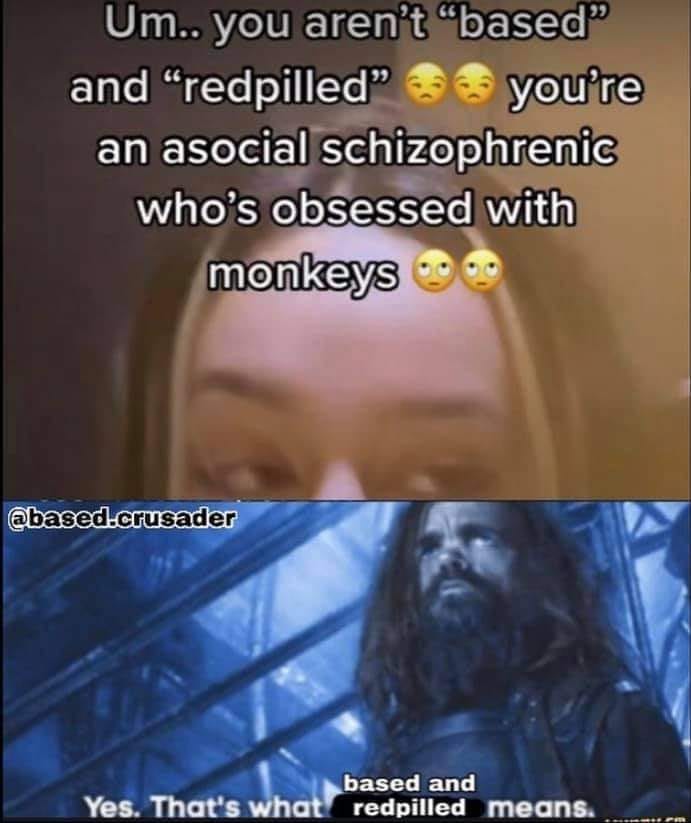 Um.. you aren't “based”
and “redpilled” 😒😒 you're
an asocial schizophrenic
who's obsessed with
monkeys 🙄🙄
@based.crusader
based and
Yes. That's what redpilled means.